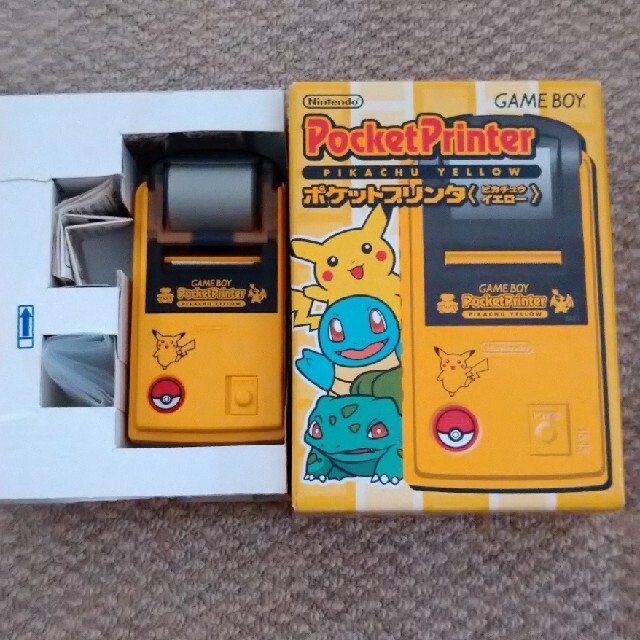 GAME BOY
PocketPrinter
PIKACHU YELLOW
Nintendo
GAME BOY
PocketPrinter
PIKACHU YELLOW
ポケットプリンタ〈ピカチュウ
イエロー〉
GAME BOY
PocketPrinter
PIKACHU YELLOW
Nintendo